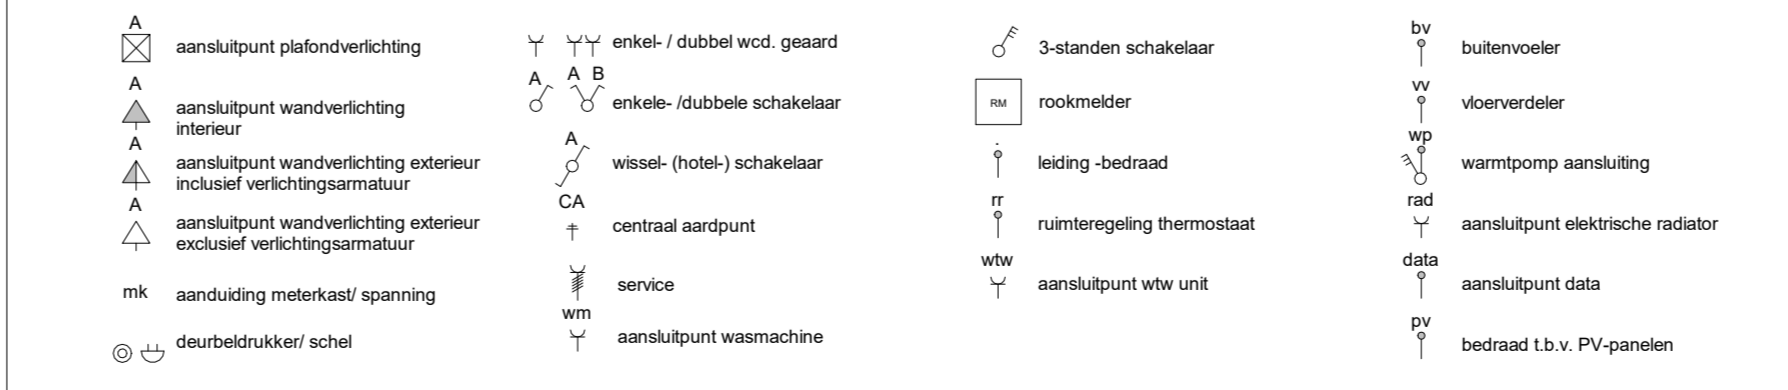 A
aansluitpunt plafondverlichting
A
aansluitpunt wandverlichting
interieur
A
aansluitpunt wandverlichting exterieur
inclusief verlichtingsarmatuur
A
aansluitpunt wandverlichting exterieur
exclusief verlichtingsarmatuur
mk aanduiding meterkast/ spanning
deurbeldrukker/ schel
enkel- / dubbel wcd. geaard
A A B
enkele- /dubbele schakelaar
A
wissel- (hotel-) schakelaar
CA
centraal aardpunt
service
wm
aansluitpunt wasmachine
3-standen schakelaar
RM rookmelder
leiding -bedraad
rr
ruimteregeling thermostaat
wtw
aansluitpunt wtw unit
bv
buitenvoeler
vv
vloerverdeler
wp
warmtpomp aansluiting
rad
aansluitpunt elektrische radiator
data
aansluitpunt data
pv
bedraad t.b.v. PV-panelen